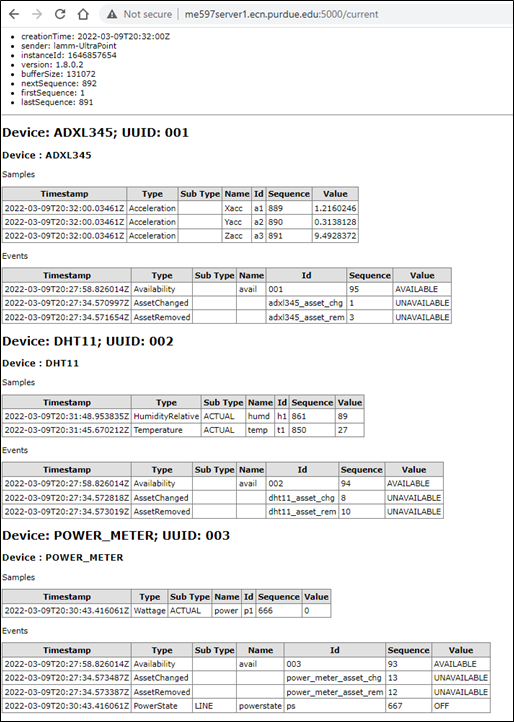 Not secure | me597server1.ecn.purdue.edu:5000/current
creationTime: 2022-03-09T20:32:00Z
sender: lamm-UltraPoint
instanceId: 1646857654
version: 1.8.0.2
bufferSize: 131072
nextSequence: 892
firstSequence: 1
lastSequence: 891
Device: ADXL345; UUID: 001
Device : ADXL345
Samples
Timestamp Type Sub Type Name Id Sequence Value
2022-03-09T20:32:00.03461Z Acceleration Xacc a1 889 1.2160246
2022-03-09T20:32:00.03461Z Acceleration Yacc a2 890 0.3138128
2022-03-09T20:32:00.03461Z Acceleration Zacc a3 891 9.4928372
Events
Timestamp Type Sub Type Name Id Sequence Value
2022-03-09T20:27:58.826014Z Availability avail 001 95 AVAILABLE
2022-03-09T20:27:34.570997Z AssetChanged adxl345_asset_chg 1 UNAVAILABLE
2022-03-09T20:27:34.571654Z AssetRemoved adxl345_asset_rem 3 UNAVAILABLE
Device: DHT11; UUID: 002
Device : DHT11
Samples
Timestamp Type Sub Type Name Id Sequence Value
2022-03-09T20:31:48.953835Z HumidityRelative ACTUAL humd h1 861 89
2022-03-09T20:31:45.670212Z Temperature ACTUAL temp t1 850 27
Events
Timestamp Type Sub Type Name Id Sequence Value
2022-03-09T20:27:58.826014Z Availability avail 002 94 AVAILABLE
2022-03-09T20:27:34.572818Z AssetChanged dht11_asset_chg 8 UNAVAILABLE
2022-03-09T20:27:34.573019Z AssetRemoved dht11_asset_rem 10 UNAVAILABLE
Device: POWER_METER; UUID: 003
Device : POWER_METER
Samples
Timestamp Type Sub Type Name Id Sequence Value
2022-03-09T20:30:43.416061Z Wattage ACTUAL power p1 666 0
Events
Timestamp Type Sub Type Name Id Sequence Value
2022-03-09T20:27:58.826014Z Availability avail 003 93 AVAILABLE
2022-03-09T20:27:34.573487Z AssetChanged power_meter_asset_chg 13 UNAVAILABLE
2022-03-09T20:27:34.573387Z AssetRemoved power_meter_asset_rem 12 UNAVAILABLE
2022-03-09T20:30:43.416061Z PowerState LINE powerstate ps 667 OFF